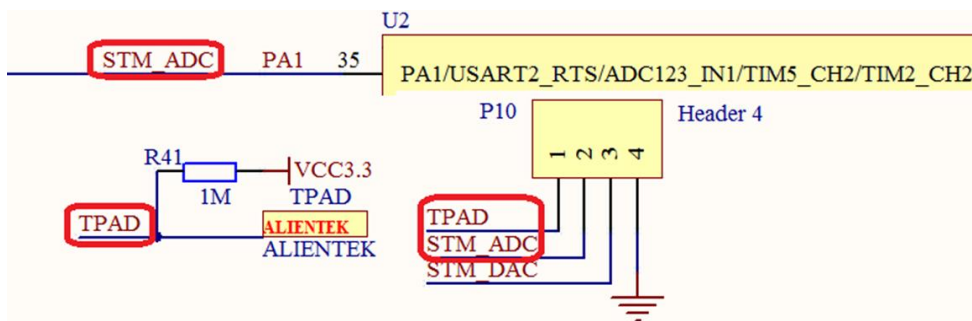 U2
STM_ADC PA1 35
PA1/USART2_RTS/ADC123_IN1/TIM5_CH2/TIM2_CH2
P10 Header 4
1 2 3 4
R41
VCC3.3
1M TPAD
TPAD ALIENTEK
ALIENTEK
TPAD
STM_ADC
STM_DAC